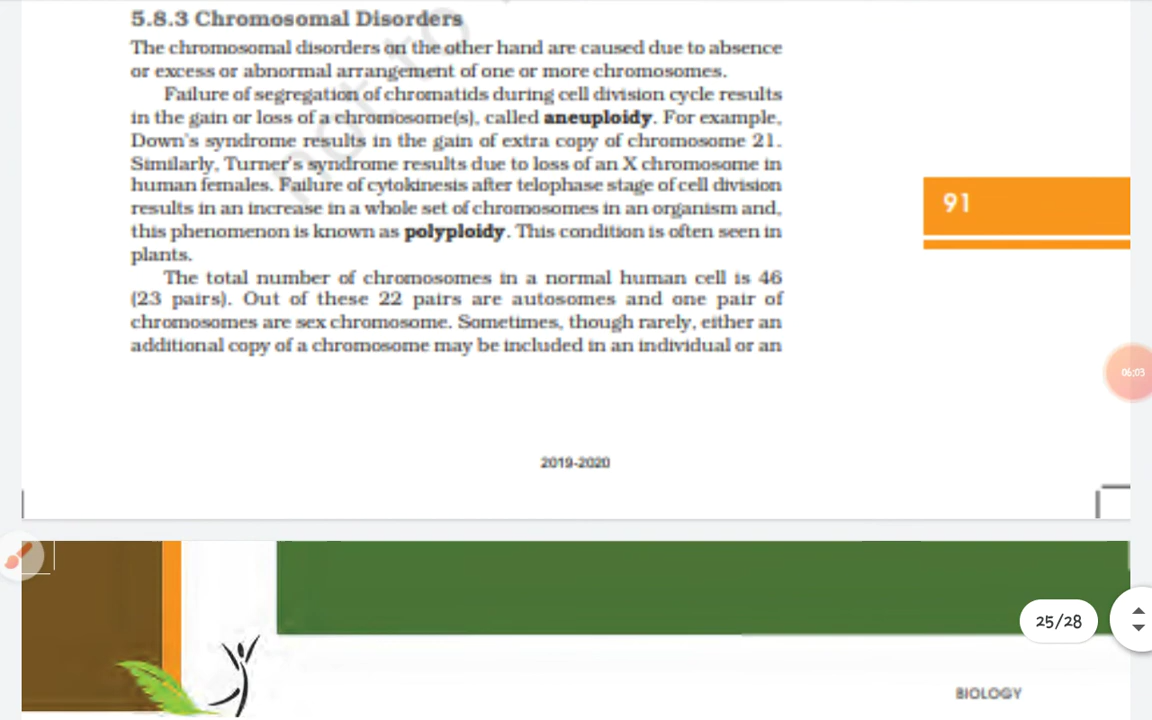 5.8.3 Chromosomal Disorders
The chromosomal disorders on the other hand are caused due to absence
or excess or abnormal arrangement of one or more chromosomes.
Failure of segregation of chromatids during cell division cycle results
in the gain or loss of a chromosome(s), called aneuploidy. For example,
Down's syndrome results in the gain of extra copy of chromosome 21.
Similarly, Turner's syndrome results due to loss of an X chromosome in
human females. Failure of cytokinesis after telophase stage of cell division
results in an increase in a whole set of chromosomes in an organism and,
this phenomenon is known as polyploidy. This condition is often seen in
plants.
The total number of chromosomes in a normal human cell is 46
(23 pairs). Out of these 22 pairs are autosomes and one pair of
chromosomes are sex chromosome. Sometimes, though rarely, either an
additional copy of a chromosome may be included in an individual or an
91
06:03
2019-2020
25/28
BIOLOGY
not to